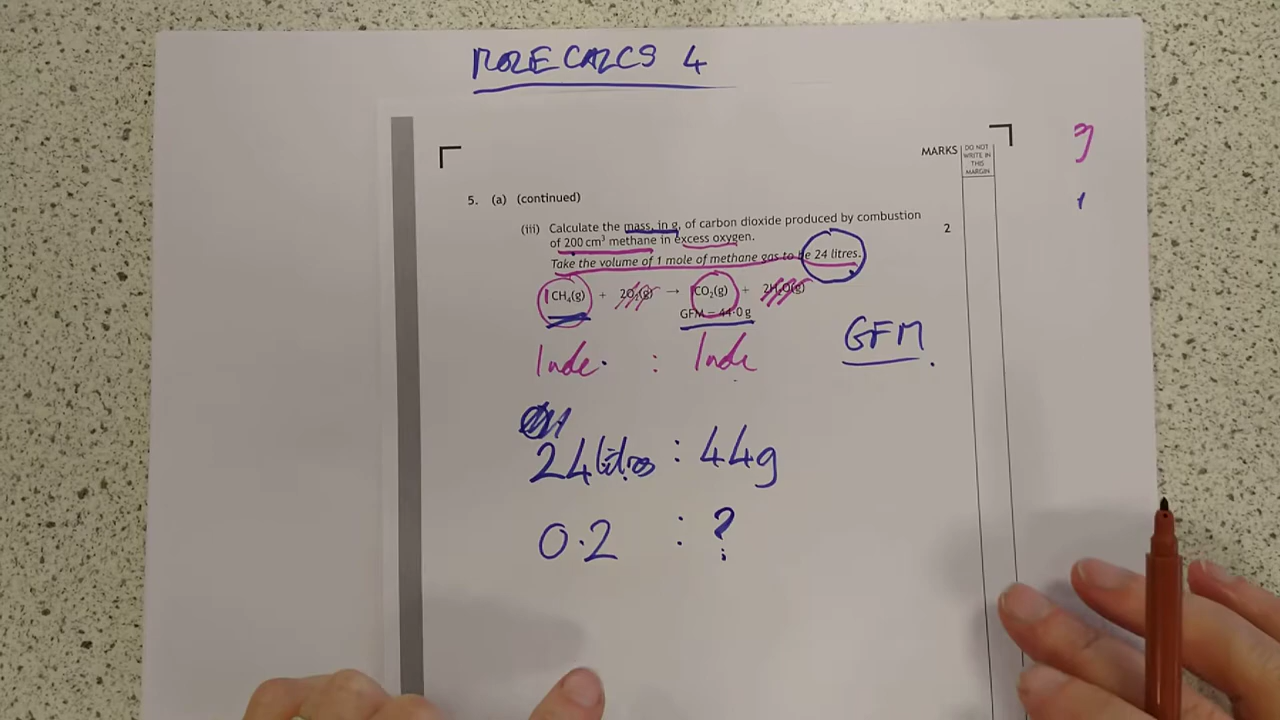 MOLE CALCS 4
MARKS
DO NOT WRITE IN THIS MARGIN
5. (a) (continued)
(iii) Calculate the mass, in g, of carbon dioxide produced by combustion
of 200 cm³ methane in excess oxygen.
2
Take the volume of 1 mole of methane gas to be 24 litres.
1 CH₄(g) + 2O₂(g) → 1 CO₂(g) + 2H₂O(g)
GFM = 44·0 g
GFM
1mole : 1mole
24 litres : 44g
0.2 : ?